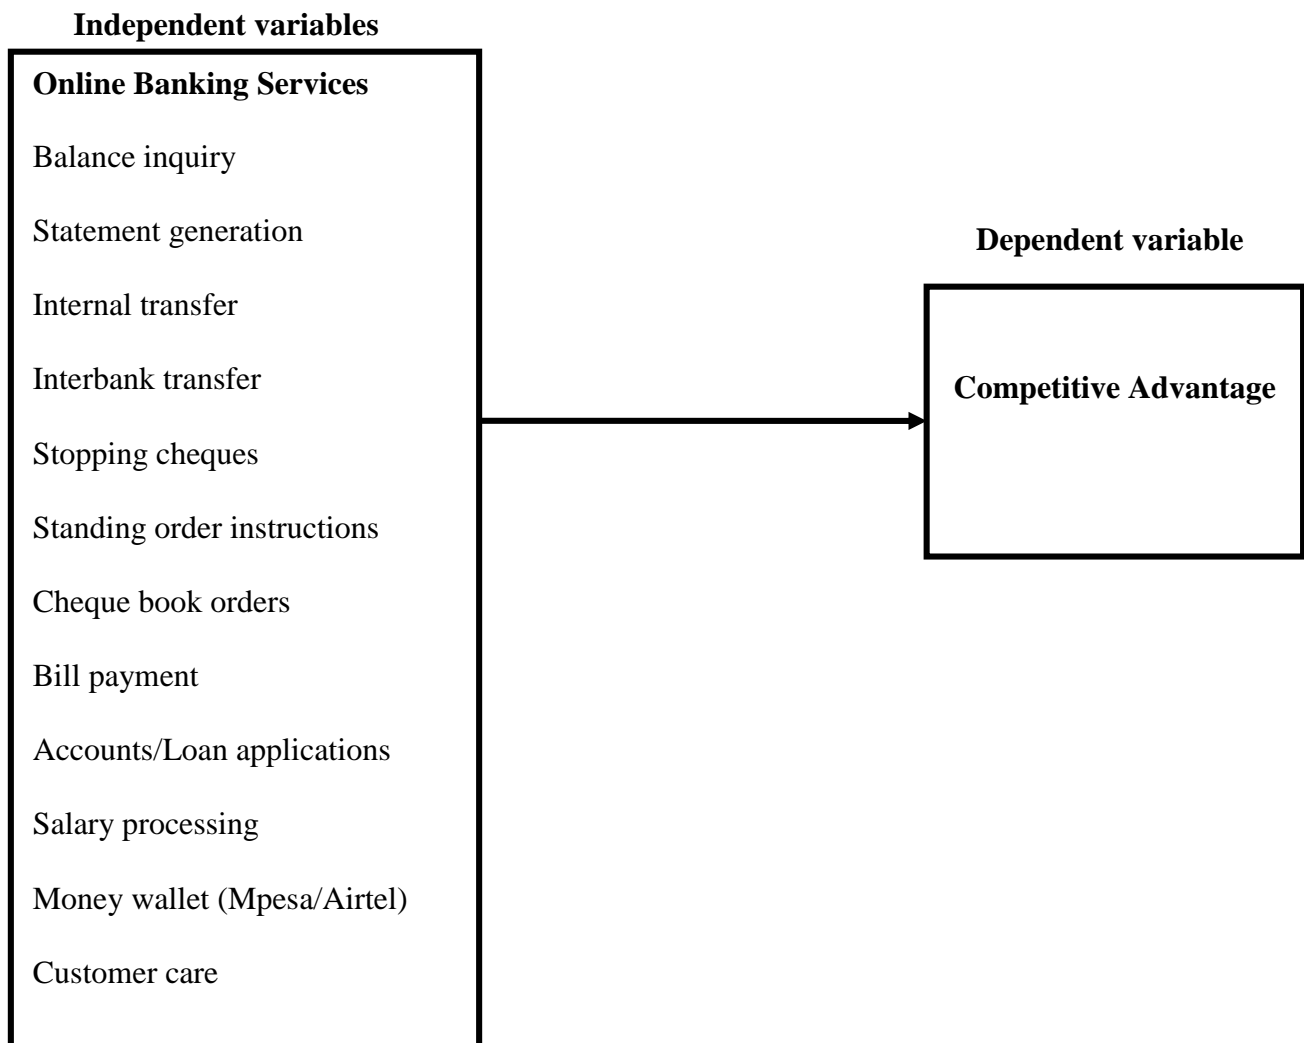 Independent variables
Online Banking Services
Balance inquiry
Statement generation
Internal transfer
Interbank transfer
Stopping cheques
Standing order instructions
Cheque book orders
Bill payment
Accounts/Loan applications
Salary processing
Money wallet (Mpesa/Airtel)
Customer care
Dependent variable
Competitive Advantage